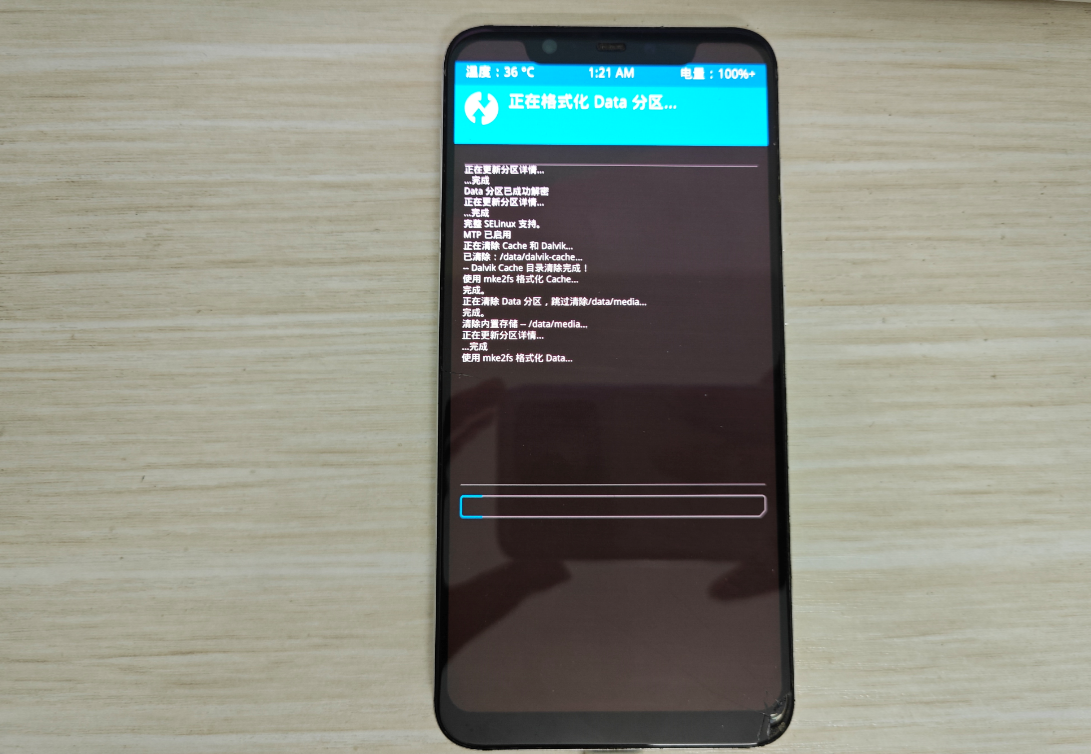 温度：36 °C 1:21 AM 电量：100%+
正在格式化 Data 分区...
正在更新分区详情...
...完成
Data 分区已成功解密
正在更新分区详情...
...完成
完整 SELinux 支持。
MTP 已启用
正在清除 Cache 和 Dalvik...
已清除：/data/dalvik-cache...
-- Dalvik Cache 目录清除完成！
使用 mke2fs 格式化 Cache...
完成。
正在清除 Data 分区，跳过清除/data/media...
完成。
清除内置存储 -- /data/media...
正在更新分区详情...
...完成
使用 mke2fs 格式化 Data...